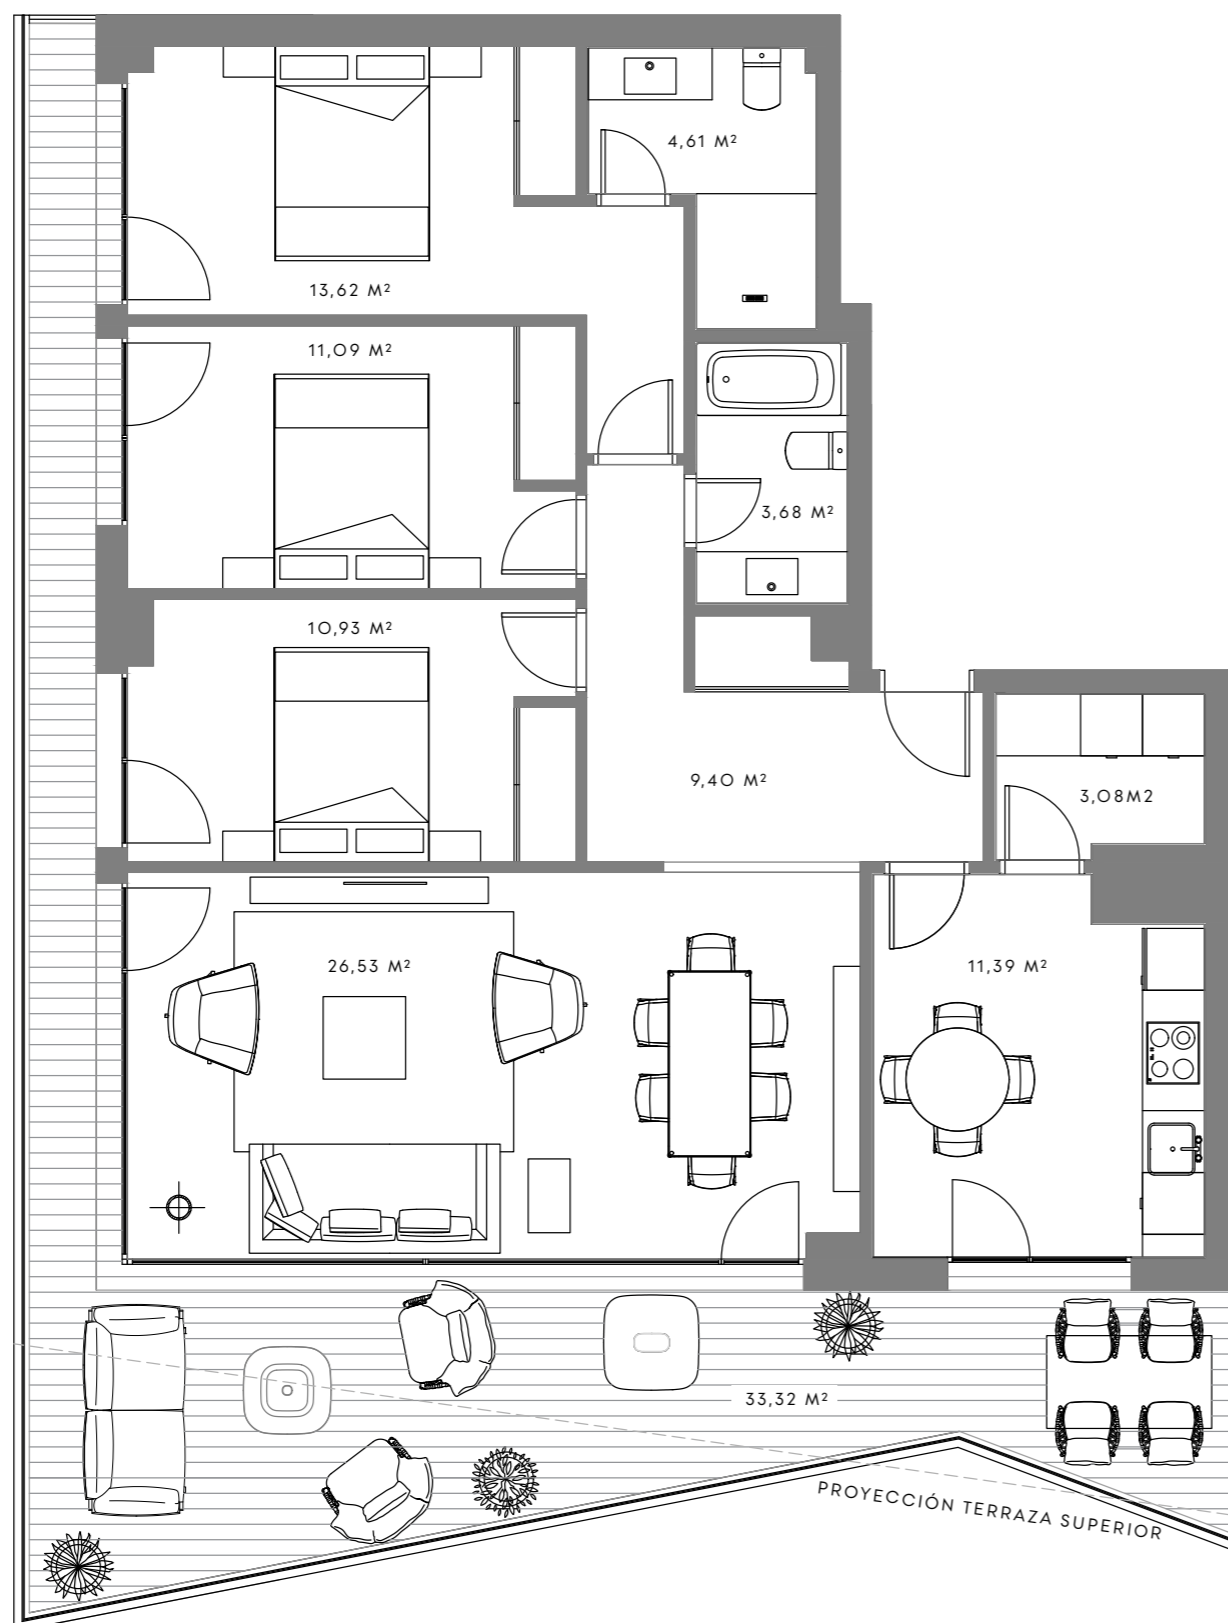 4,61 M²
13,62 M²
11,09 M²
3,68 M²
10,93 M²
9,40 M²
3,08M2
26,53 M²
11,39 M²
33,32 M²
PROYECCIÓN TERRAZA SUPERIOR